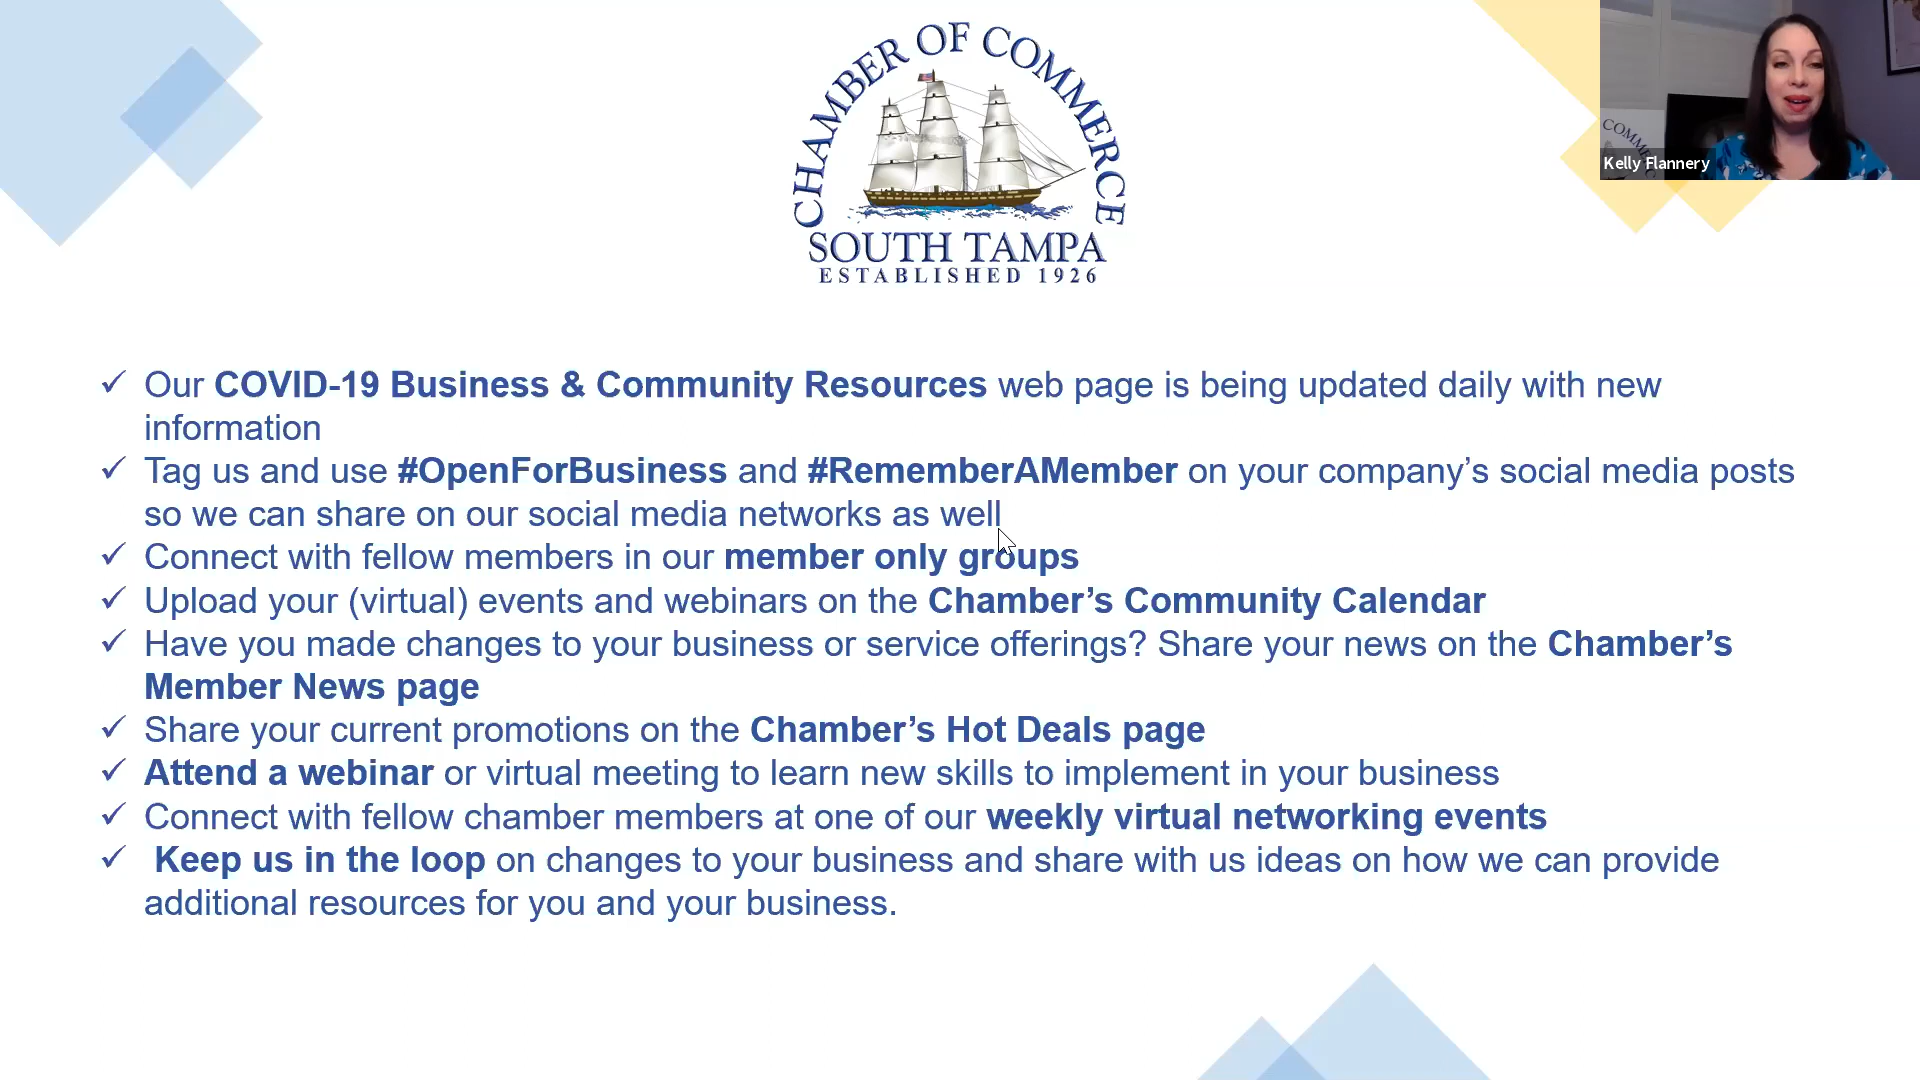 CHAMBER OF COMMERCE
SOUTH TAMPA
ESTABLISHED 1926
COMME
Kelly Flannery
✓ Our COVID-19 Business & Community Resources web page is being updated daily with new
information
✓ Tag us and use #OpenForBusiness and #RememberAMember on your company’s social media posts
so we can share on our social media networks as well
✓ Connect with fellow members in our member only groups
✓ Upload your (virtual) events and webinars on the Chamber’s Community Calendar
✓ Have you made changes to your business or service offerings? Share your news on the Chamber’s
Member News page
✓ Share your current promotions on the Chamber’s Hot Deals page
✓ Attend a webinar or virtual meeting to learn new skills to implement in your business
✓ Connect with fellow chamber members at one of our weekly virtual networking events
✓ Keep us in the loop on changes to your business and share with us ideas on how we can provide
additional resources for you and your business.